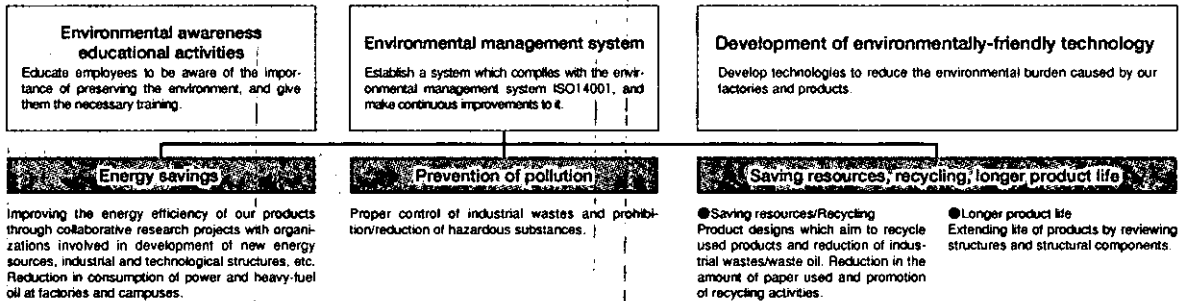 Environmental awareness
educational activities
Educate employees to be aware of the impor-
tance of preserving the environment, and give
them the necessary training.
Environmental management system
Establish a system which complies with the envir-
onmental management system ISO14001, and
make continuous improvements to it.
Development of environmentally-friendly technology
Develop technologies to reduce the environmental burden caused by our
factories and products.
Energy savings
Improving the energy efficiency of our products
through collaborative research projects with organi-
zations involved in development of new energy
sources, industrial and technological structures, etc.
Reduction in consumption of power and heavy-fuel
oil at factories and campuses.
Prevention of pollution
Proper control of industrial wastes and prohibi-
tion/reduction of hazardous substances.
Saving resources, recycling, longer product life
●Saving resources/Recycling
Product designs which aim to recycle
used products and reduction of indus-
trial wastes/waste oil. Reduction in the
amount of paper used and promotion
of recycling activities.
●Longer product life
Extending life of products by reviewing
structures and structural components.